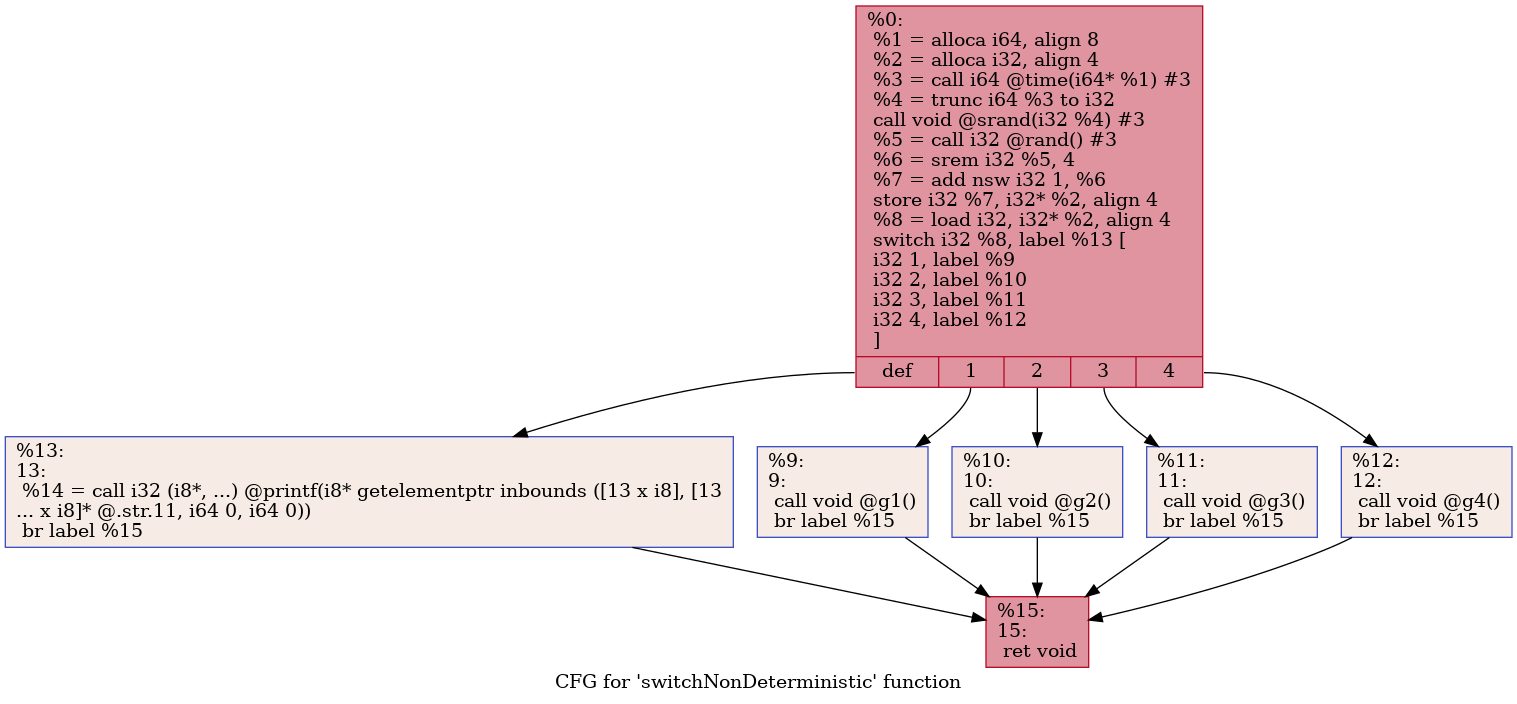 %0:
%1 = alloca i64, align 8
%2 = alloca i32, align 4
%3 = call i64 @time(i64* %1) #3
%4 = trunc i64 %3 to i32
call void @srand(i32 %4) #3
%5 = call i32 @rand() #3
%6 = srem i32 %5, 4
%7 = add nsw i32 1, %6
store i32 %7, i32* %2, align 4
%8 = load i32, i32* %2, align 4
switch i32 %8, label %13 [
i32 1, label %9
i32 2, label %10
i32 3, label %11
i32 4, label %12
]
def 1 2 3 4
%13:
13:
%14 = call i32 (i8*, ...) @printf(i8* getelementptr inbounds ([13 x i8], [13
... x i8]* @.str.11, i64 0, i64 0))
br label %15
%9:
9:
call void @g1()
br label %15
%10:
10:
call void @g2()
br label %15
%11:
11:
call void @g3()
br label %15
%12:
12:
call void @g4()
br label %15
%15:
15:
ret void
CFG for 'switchNonDeterministic' function